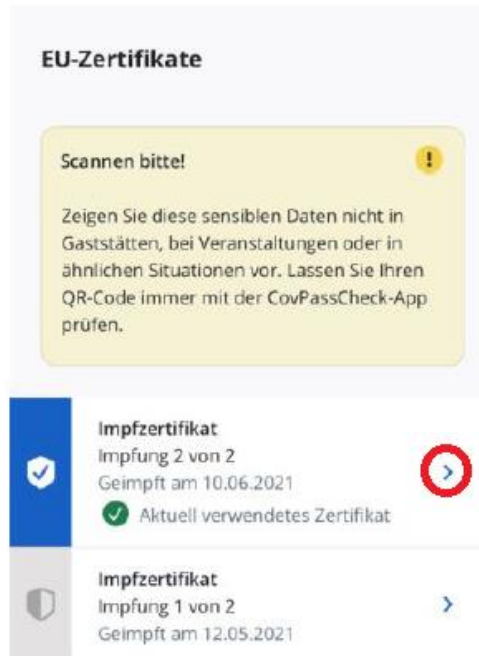 EU-Zertifikate
Scannen bitte!
Zeigen Sie diese sensiblen Daten nicht in
Gaststätten, bei Veranstaltungen oder in
ähnlichen Situationen vor. Lassen Sie Ihren
QR-Code immer mit der CovPassCheck-App
prüfen.
Impfzertifikat
Impfung 2 von 2
Geimpft am 10.06.2021
Aktuell verwendetes Zertifikat
Impfzertifikat
Impfung 1 von 2
Geimpft am 12.05.2021